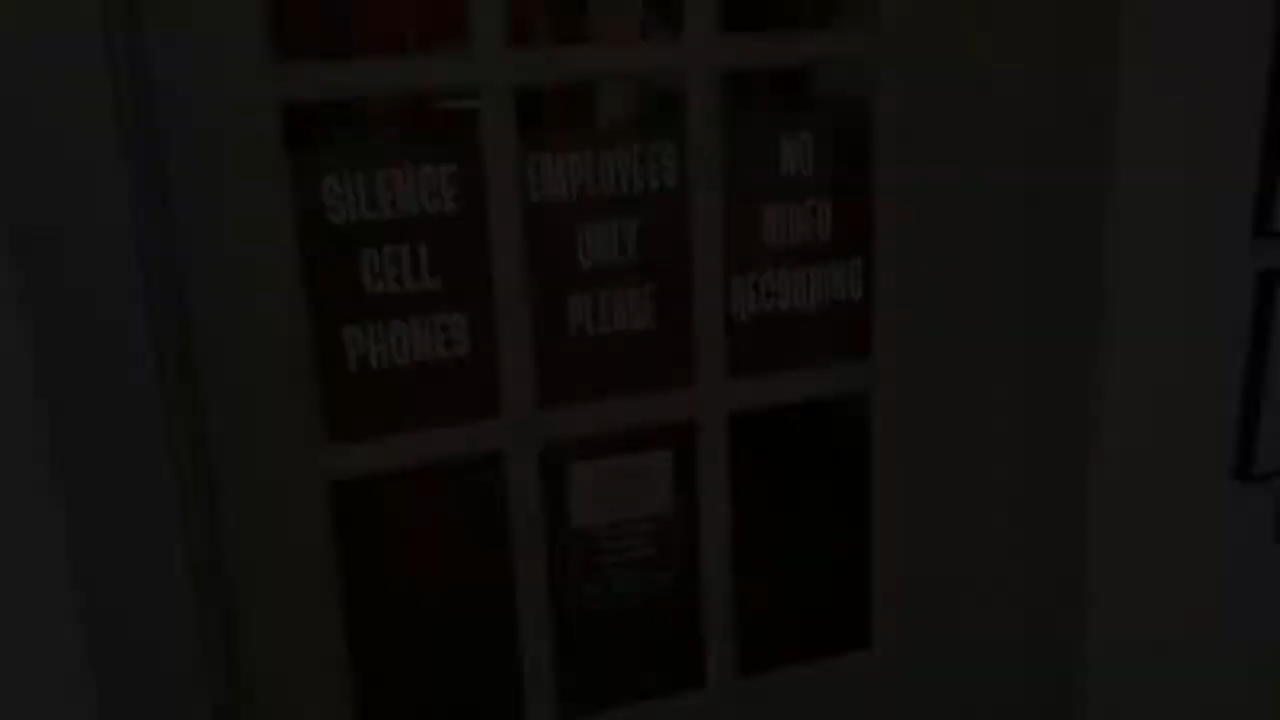 SILENCE
CELL
PHONES
EMPLOYEES
ONLY
PLEASE
NO
VIDEO
RECORDING